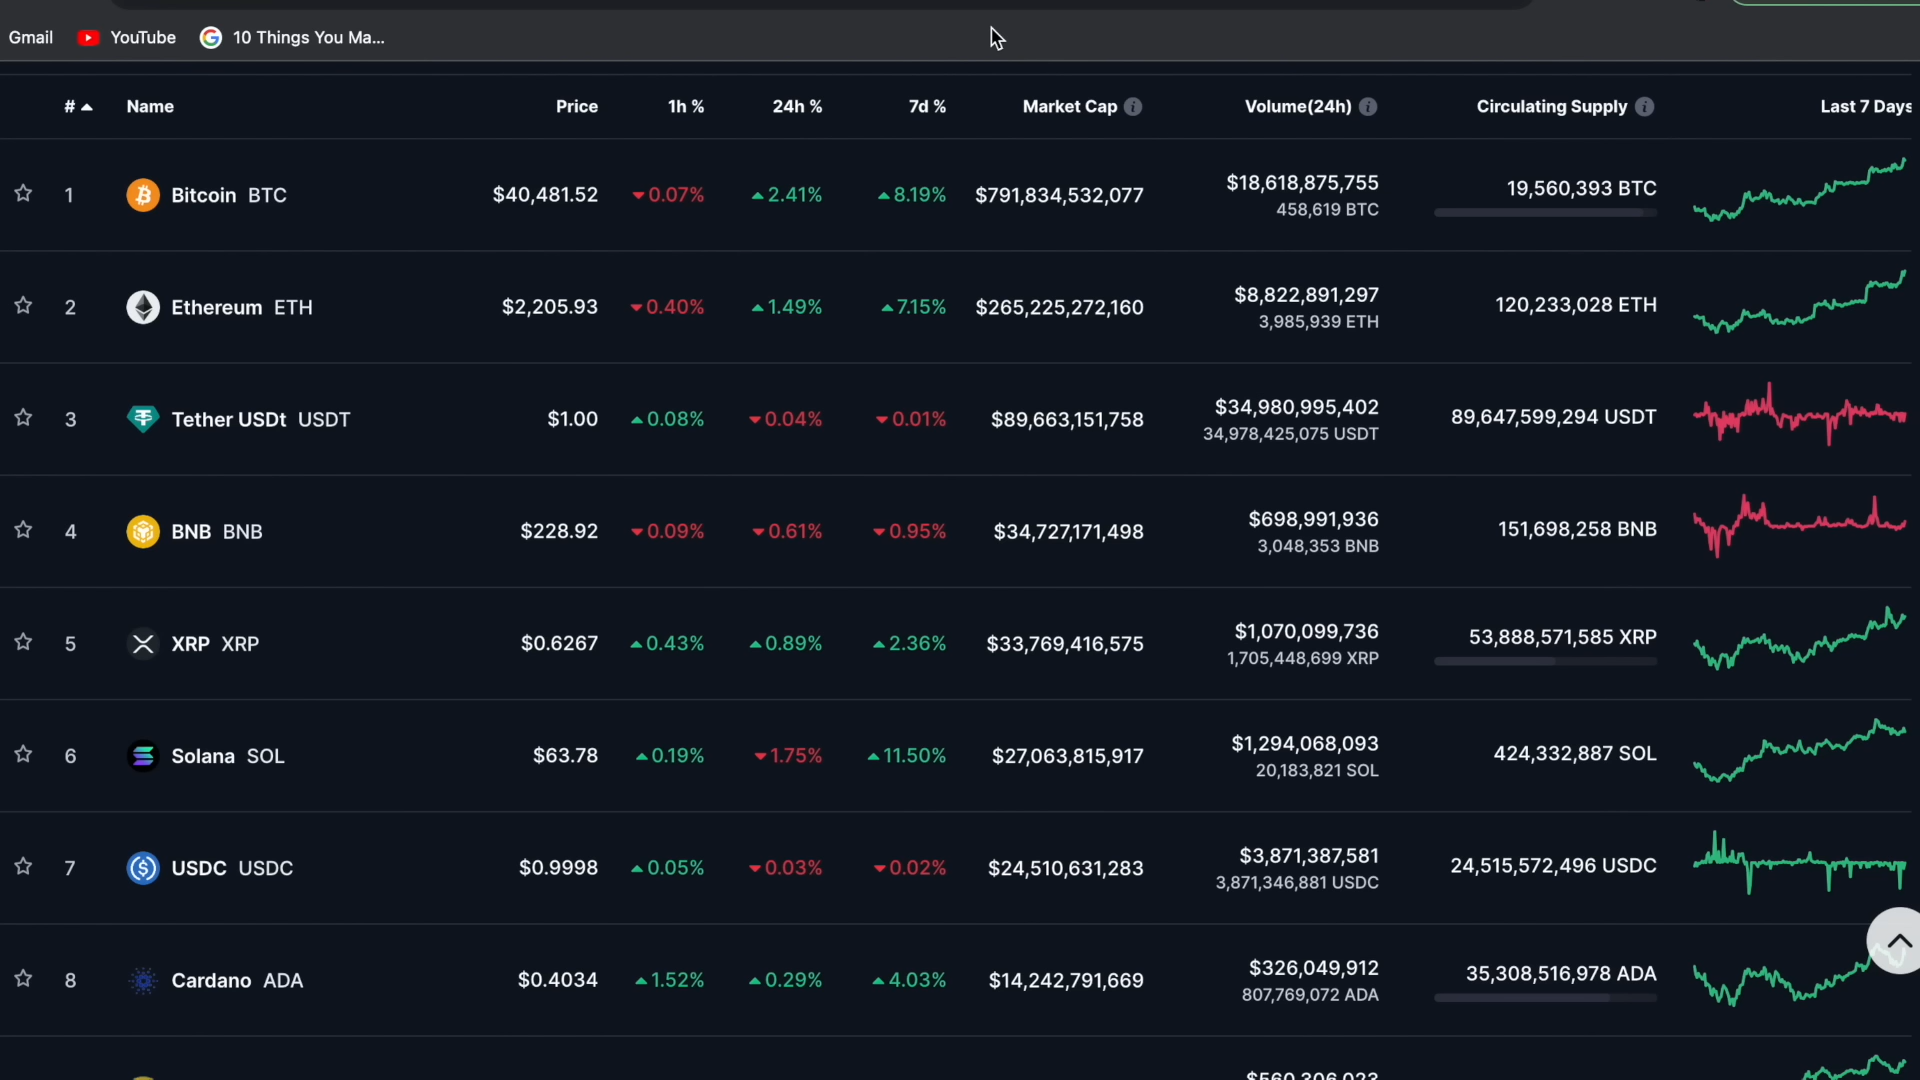 Gmail YouTube 10 Things You Ma...
# Name Price 1h % 24h % 7d % Market Cap Volume(24h) Circulating Supply Last 7 Days
1 Bitcoin BTC $40,481.52 0.07% 2.41% 8.19% $791,834,532,077 $18,618,875,755 19,560,393 BTC
458,619 BTC
2 Ethereum ETH $2,205.93 0.40% 1.49% 7.15% $265,225,272,160 $8,822,891,297 120,233,028 ETH
3,985,939 ETH
3 Tether USDt USDT $1.00 0.08% 0.04% 0.01% $89,663,151,758 $34,980,995,402 89,647,599,294 USDT
34,978,425,075 USDT
4 BNB BNB $228.92 0.09% 0.61% 0.95% $34,727,171,498 $698,991,936 151,698,258 BNB
3,048,353 BNB
5 XRP XRP $0.6267 0.43% 0.89% 2.36% $33,769,416,575 $1,070,099,736 53,888,571,585 XRP
1,705,448,699 XRP
6 Solana SOL $63.78 0.19% 1.75% 11.50% $27,063,815,917 $1,294,068,093 424,332,887 SOL
20,183,821 SOL
7 USDC USDC $0.9998 0.05% 0.03% 0.02% $24,510,631,283 $3,871,387,581 24,515,572,496 USDC
3,871,346,881 USDC
8 Cardano ADA $0.4034 1.52% 0.29% 4.03% $14,242,791,669 $326,049,912 35,308,516,978 ADA
807,769,072 ADA